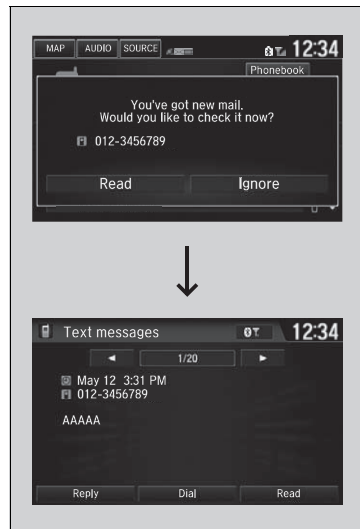 MAP AUDIO SOURCE 12:34
Phonebook
You've got new mail.
Would you like to check it now?
012-3456789
Read Ignore
Text messages 12:34
◄ 1/20 ►
May 12 3:31 PM
012-3456789
AAAAA
Reply Dial Read